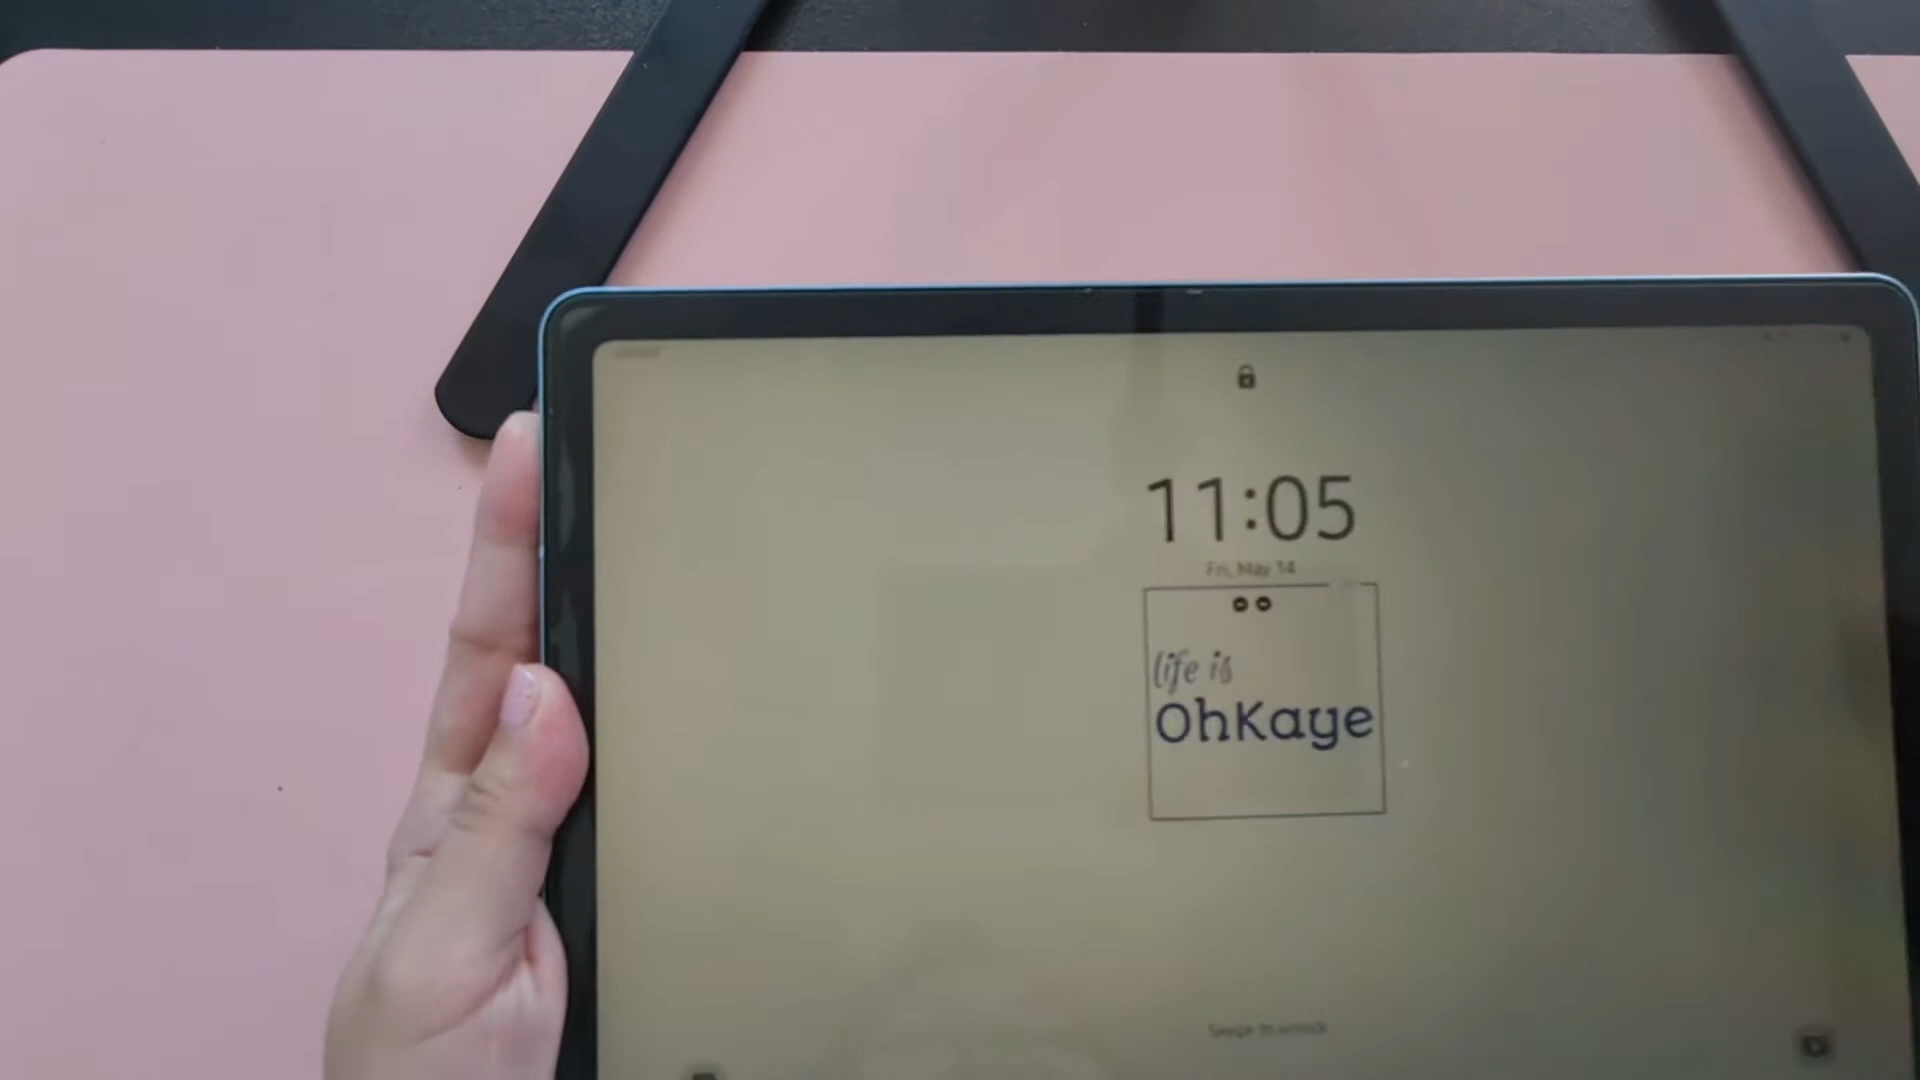 11:05
Fri, May 14
life is
OhKaye
Swipe to unlock